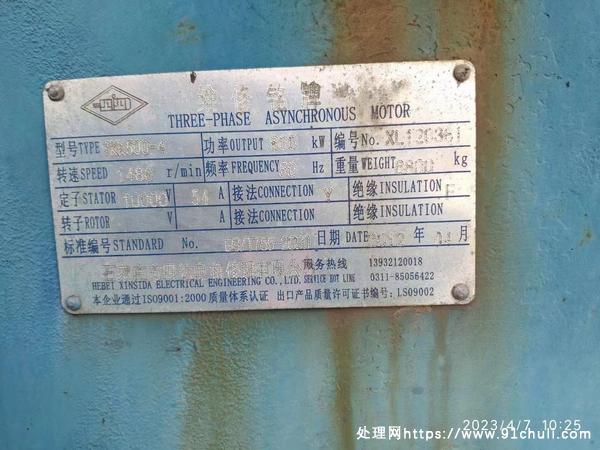 THREE-PHASE ASYNCHRONOUS MOTOR
型号TYPE 功率OUTPUT kW 编号No. XL120361
转速SPEED r/min 频率FREQUENCY Hz 重量WEIGHT kg
定子STATOR 10000 V 54 A 接法CONNECTION Y 绝缘INSULATION F
转子ROTOR V A 接法CONNECTION 绝缘INSULATION
标准编号STANDARD No. 日期 DATE 年 月
服务热线 13932120018
HEBEI XINSIDA ELECTRICAL ENGINEERING CO., LTD. SERVICE HOT LINE 0311-85056422
本企业通过ISO9001:2000质量体系认证 出口产品质量许可证书编号:LS09002
2023/4/7 10:25
处理网https://www.91chuli.com/